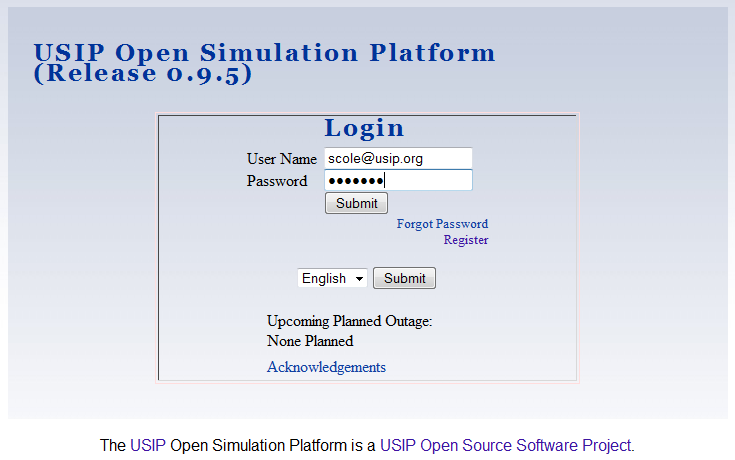 USIP Open Simulation Platform
(Release 0.9.5)
Login
User Name scole@usip.org
Password ●●●●●●●
Submit
Forgot Password
Register
English Submit
Upcoming Planned Outage:
None Planned
Acknowledgements
The USIP Open Simulation Platform is a USIP Open Source Software Project.